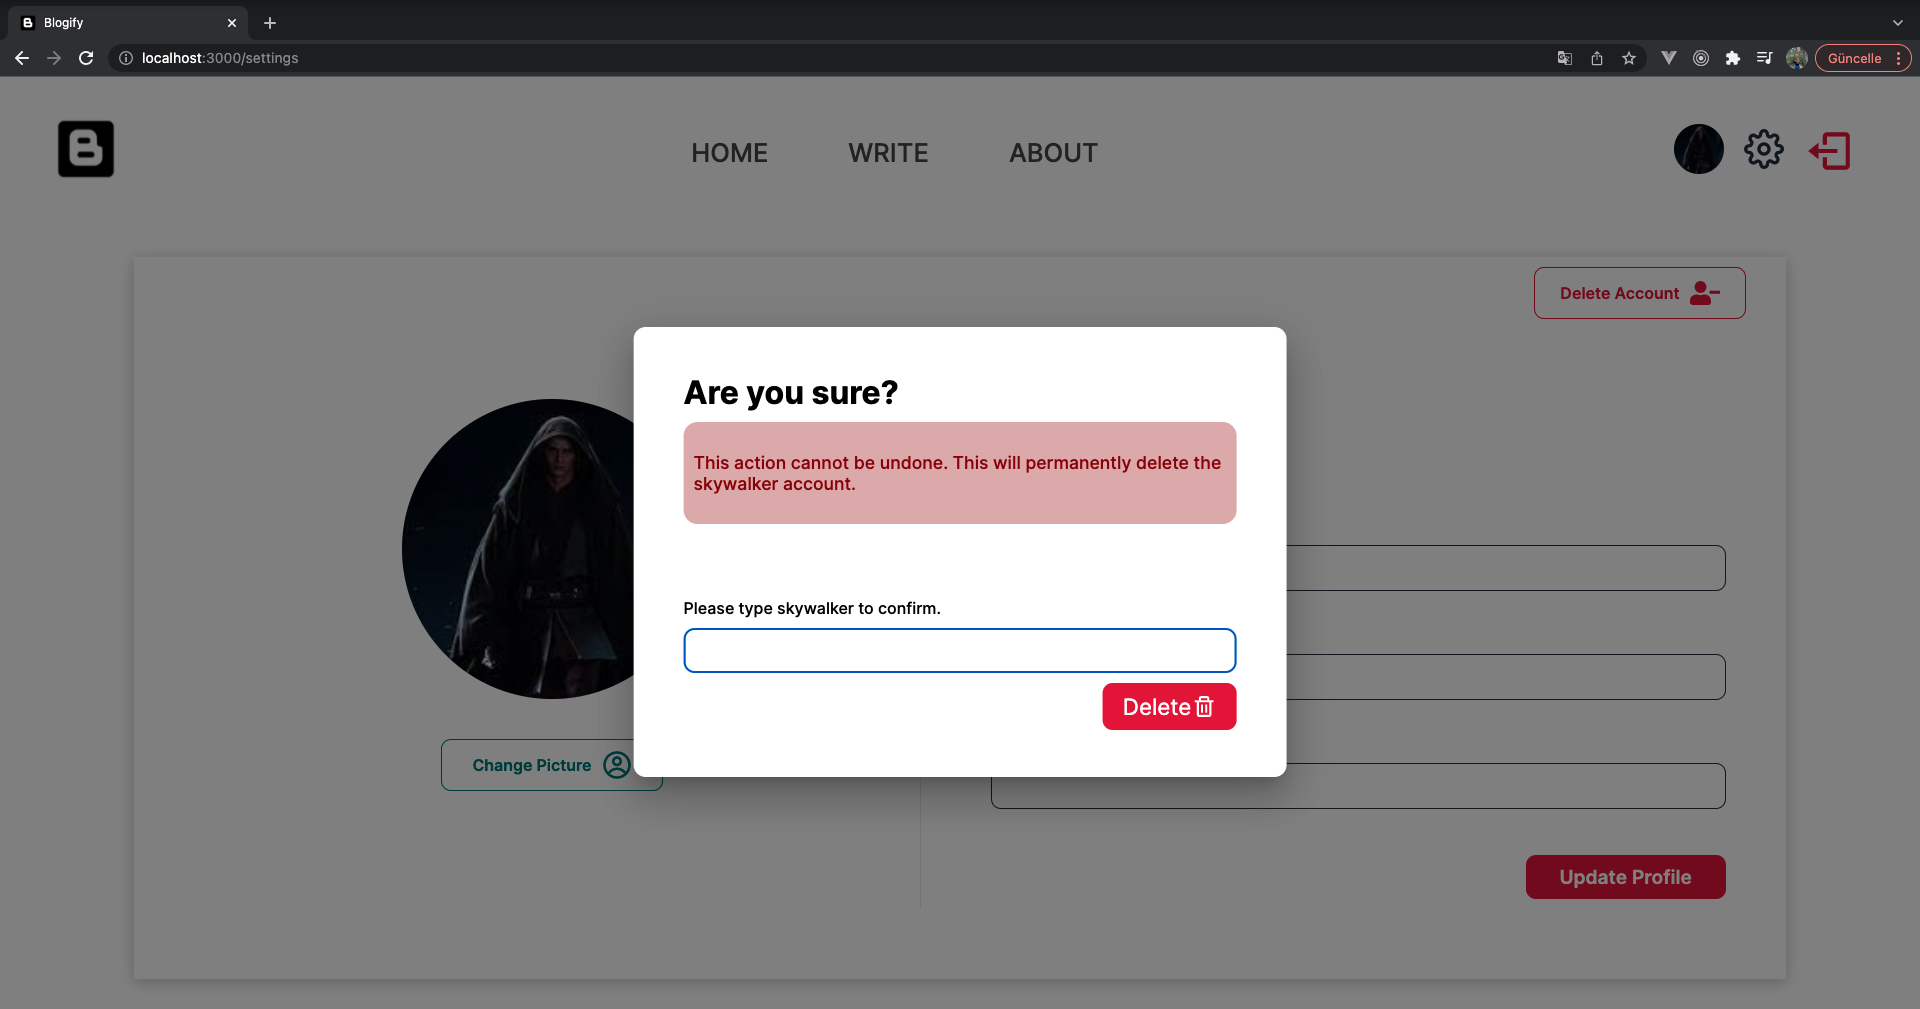 Blogify
localhost:3000/settings
Güncelle
B
HOME WRITE ABOUT
Delete Account
Are you sure?
This action cannot be undone. This will permanently delete the
skywalker account.
Please type skywalker to confirm.
Delete
Change Picture
Update Profile